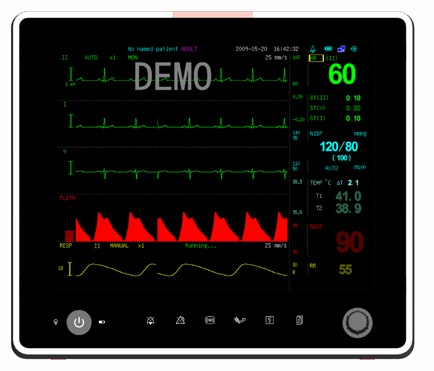 No named patient ADULT 2009-05-20 16:42:32
II AUTO x1 MON 25 mm/s
DEMO
1 mV
I
V
PLETH
RESP II MANUAL x1 Running... 25 mm/s
HR (II)
60
ST(II) 0.10
ST(V) 0.30
ST(I) 0.10
NIBP mmHg
120/80
(100)
AUTO
TEMP °C ΔT 2.1
T1 41.0
T2 38.9
90
RR
55